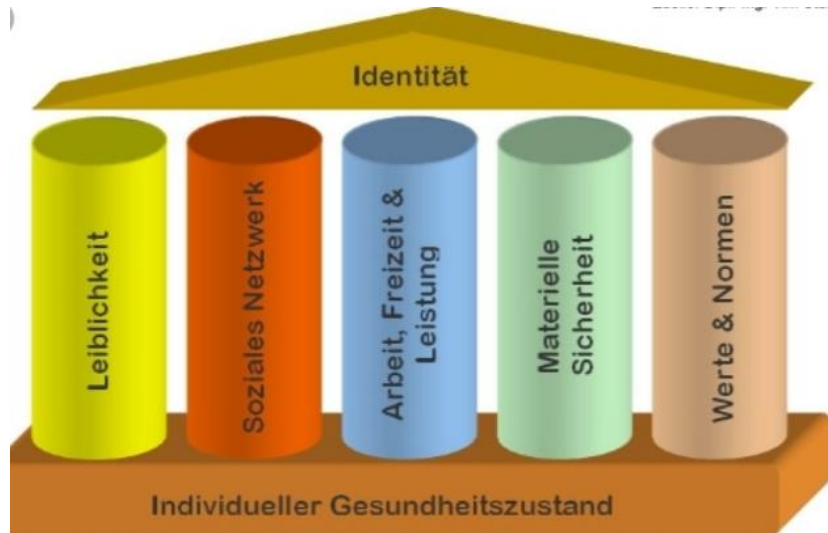 Identität
Leiblichkeit
Soziales Netzwerk
Arbeit, Freizeit &
Leistung
Materielle
Sicherheit
Werte & Normen
Individueller Gesundheitszustand